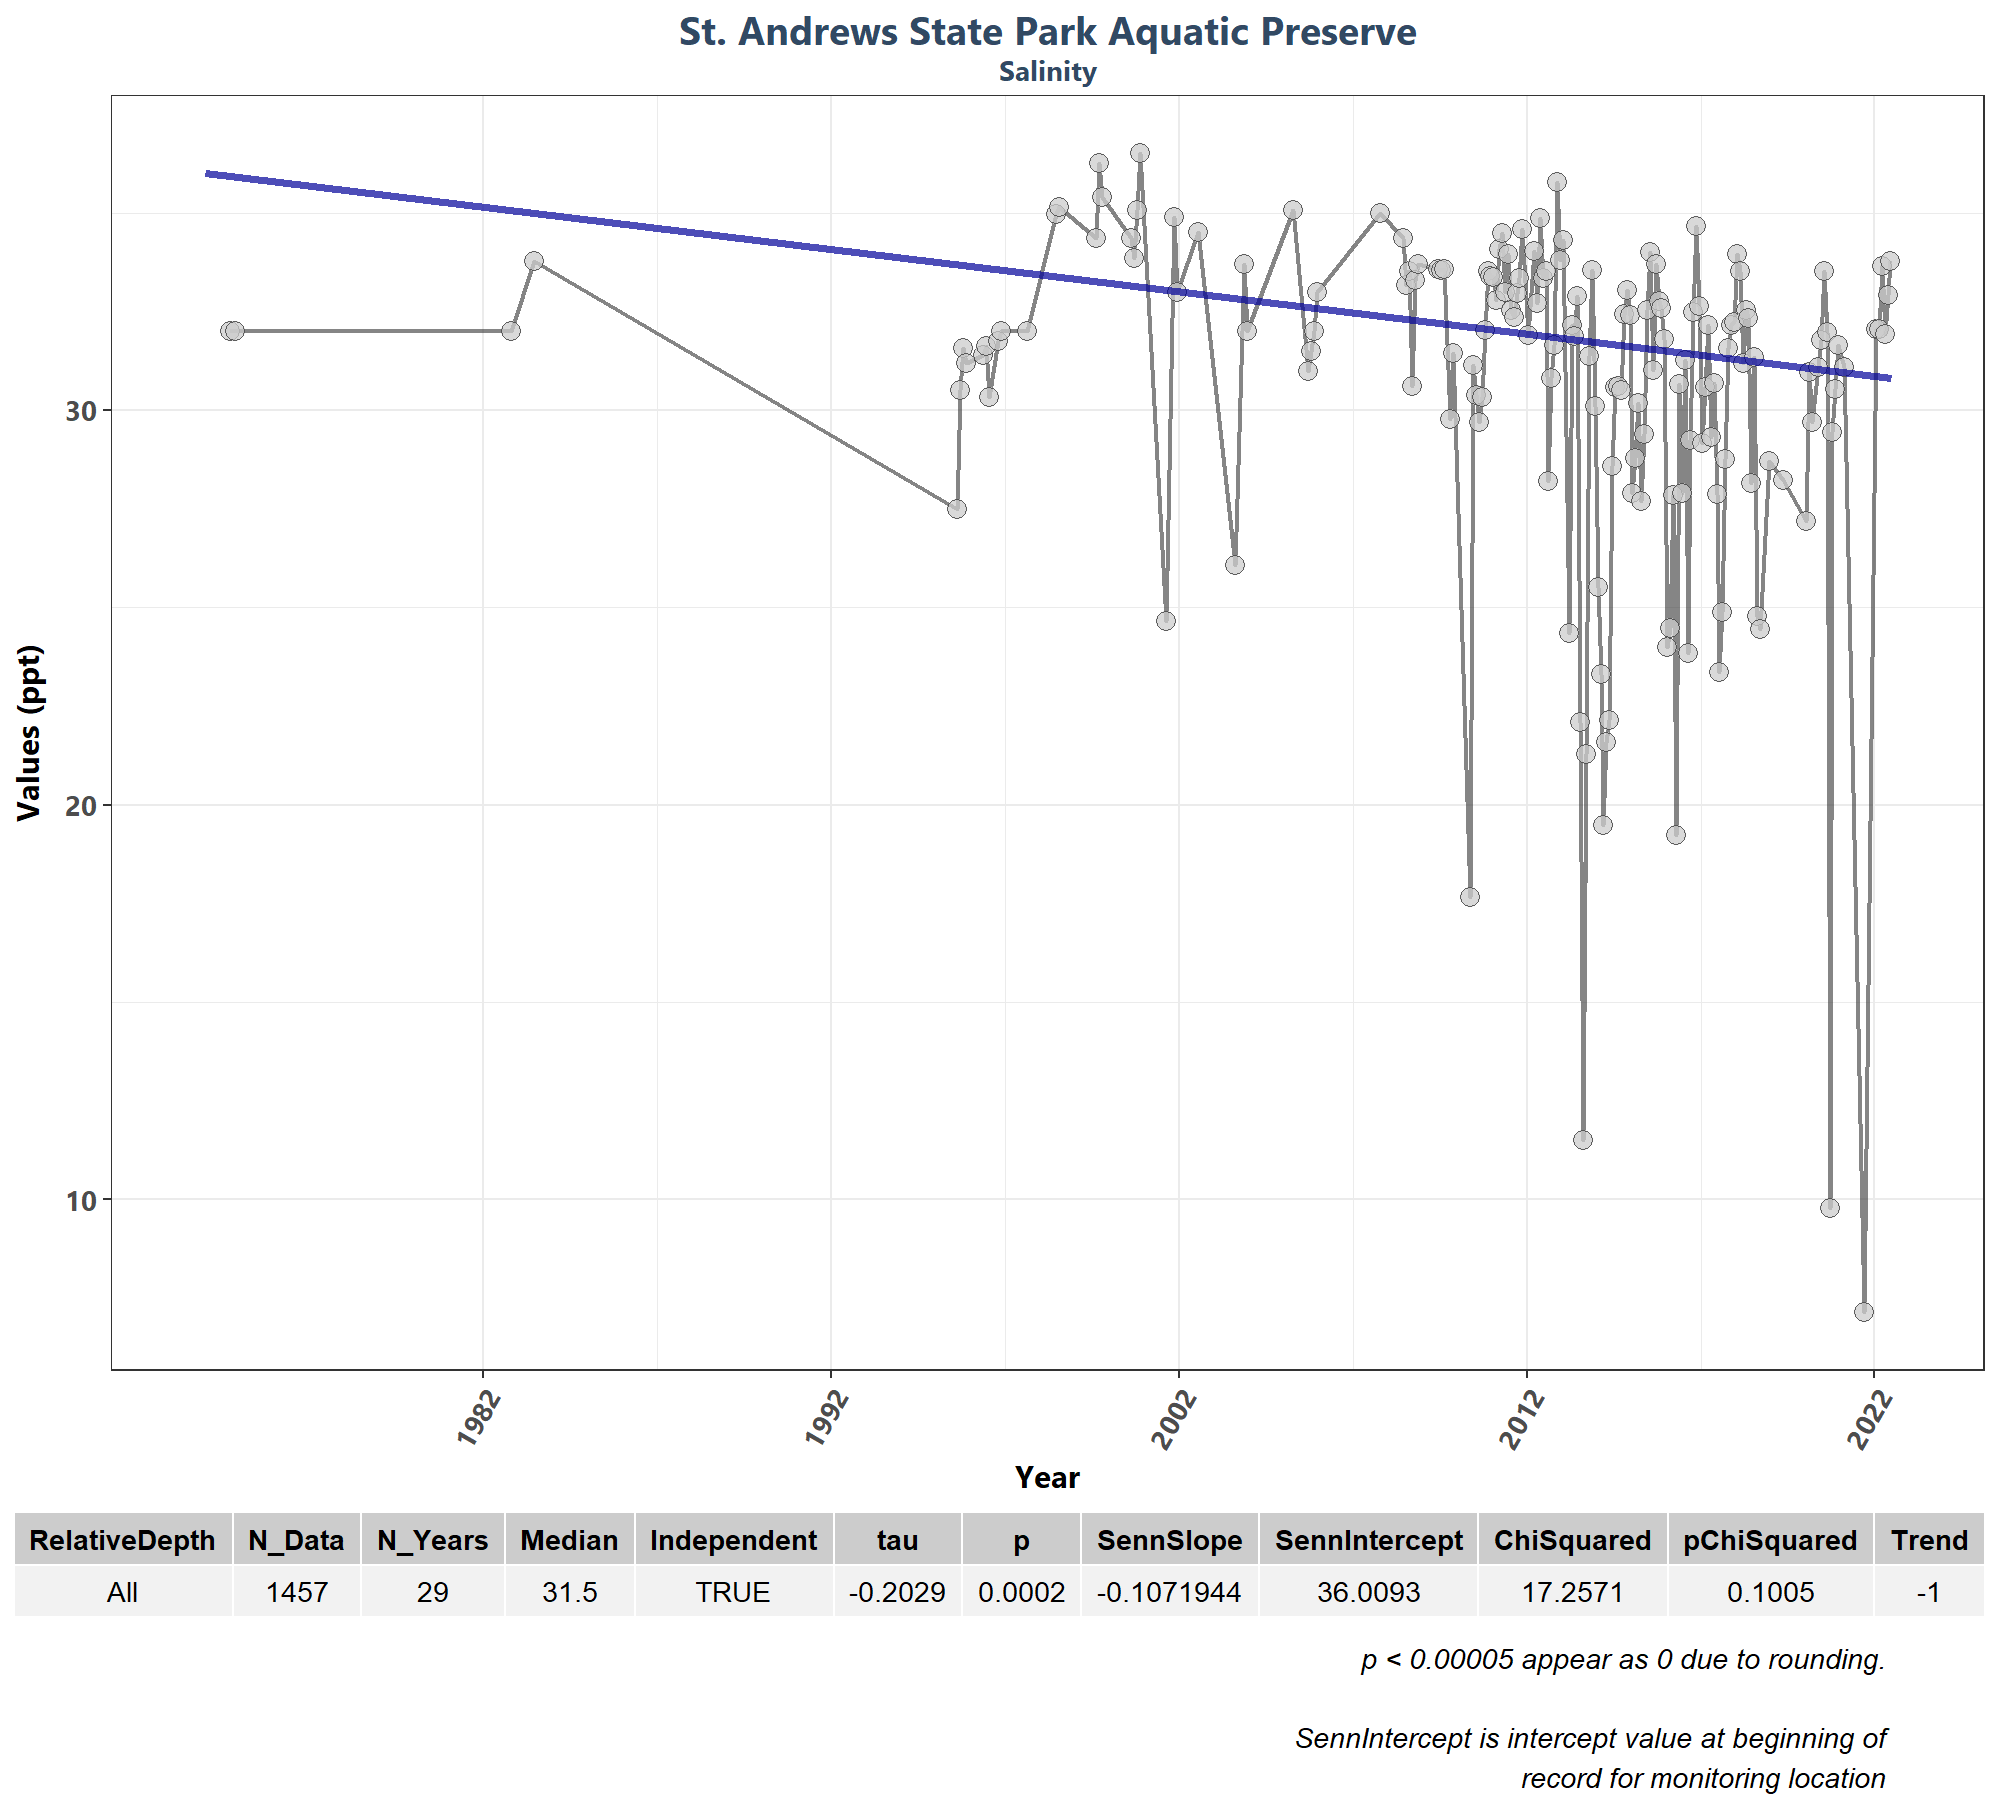 St. Andrews State Park Aquatic Preserve
Salinity
Values (ppt)
30
20
10
1982
1992
2002
2012
2022
Year
RelativeDepth N_Data N_Years Median Independent tau p SennSlope SennIntercept ChiSquared pChiSquared Trend
All 1457 29 31.5 TRUE -0.2029 0.0002 -0.1071944 36.0093 17.2571 0.1005 -1
p < 0.00005 appear as 0 due to rounding.
SennIntercept is intercept value at beginning of
record for monitoring location